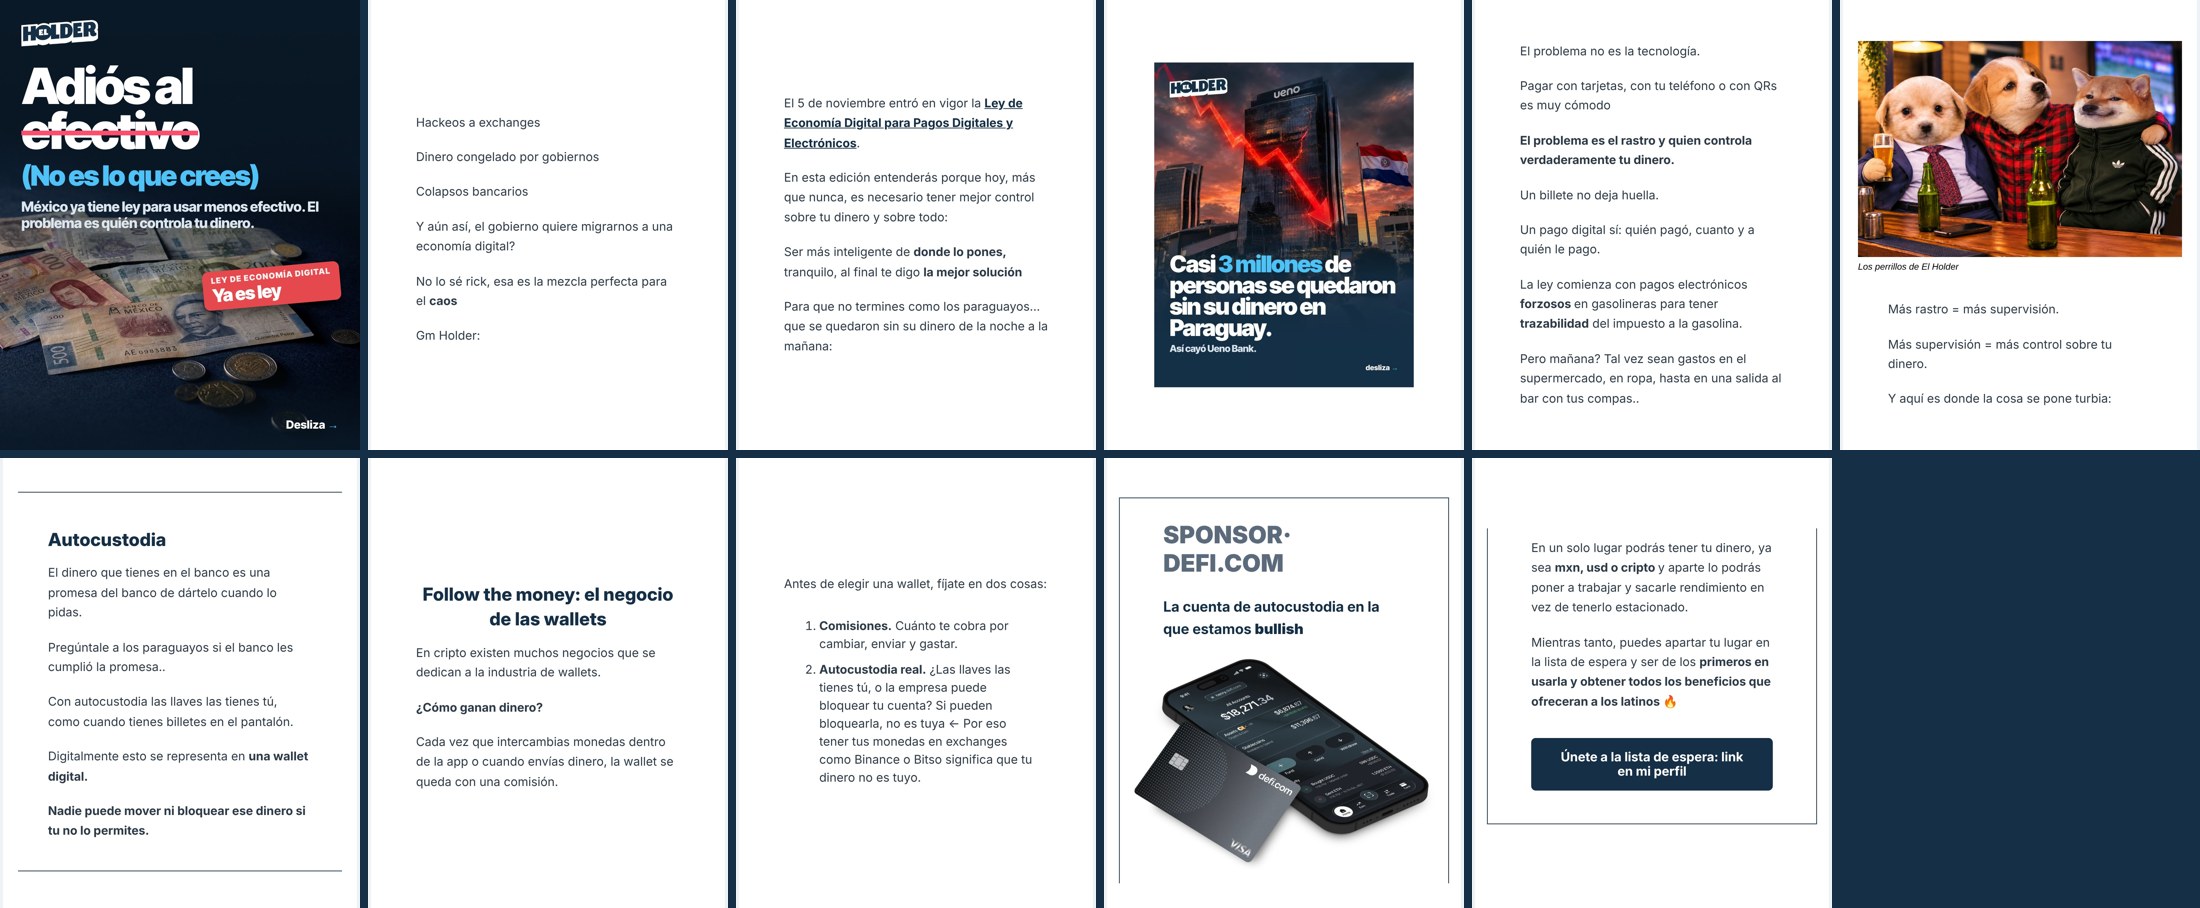 HOLDER
Adiós al
efectivo
(No es lo que crees)
México ya tiene ley para usar menos efectivo. El
problema es quién controla tu dinero.
LEY DE ECONOMÍA DIGITAL
Ya es ley
500
Desliza →
Hackeos a exchanges
Dinero congelado por gobiernos
Colapsos bancarios
Y aún así, el gobierno quiere migrarnos a una
economía digital?
No lo sé rick, esa es la mezcla perfecta para
el caos
Gm Holder:
El 5 de noviembre entró en vigor la Ley de
Economía Digital para Pagos Digitales y
Electrónicos.
En esta edición entenderás porque hoy, más
que nunca, es necesario tener mejor control
sobre tu dinero y sobre todo:
Ser más inteligente de donde lo pones,
tranquilo, al final te digo la mejor solución
Para que no termines como los paraguayos...
que se quedaron sin su dinero de la noche a la
mañana:
HOLDER
ueno
Casi 3 millones de
personas se quedaron
sin su dinero en
Paraguay.
Así cayó Ueno Bank.
desliza →
El problema no es la tecnología.
Pagar con tarjetas, con tu teléfono o con QRs
es muy cómodo
El problema es el rastro y quien controla
verdaderamente tu dinero.
Un billete no deja huella.
Un pago digital sí: quién pagó, cuanto y a
quién le pago.
La ley comienza con pagos electrónicos
forzosos en gasolineras para tener
trazabilidad del impuesto a la gasolina.
Pero mañana? Tal vez sean gastos en el
supermercado, en ropa, hasta en una salida al
bar con tus compas..
Los perrillos de El Holder
Más rastro = más supervisión.
Más supervisión = más control sobre tu
dinero.
Y aquí es donde la cosa se pone turbia:
Autocustodia
El dinero que tienes en el banco es una
promesa del banco de dártelo cuando lo
pidas.
Pregúntale a los paraguayos si el banco les
cumplió la promesa..
Con autocustodia las llaves las tienes tú,
como cuando tienes billetes en el pantalón.
Digitalmente esto se representa en una wallet
digital.
Nadie puede mover ni bloquear ese dinero si
tu no lo permites.
Follow the money: el negocio
de las wallets
En cripto existen muchos negocios que se
dedican a la industria de wallets.
¿Cómo ganan dinero?
Cada vez que intercambias monedas dentro
de la app o cuando envías dinero, la wallet se
queda con una comisión.
Antes de elegir una wallet, fíjate en dos cosas:
1. Comisiones. Cuánto te cobra por
cambiar, enviar y gastar.
2. Autocustodia real. ¿Las llaves las
tienes tú, o la empresa puede
bloquear tu cuenta? Si pueden
bloquearla, no es tuya ← Por eso
tener tus monedas en exchanges
como Binance o Bitso significa que tu
dinero no es tuyo.
SPONSOR·
DEFI.COM
La cuenta de autocustodia en la
que estamos bullish
$18,271.34
defi.com
VISA
En un solo lugar podrás tener tu dinero, ya
sea mxn, usd o cripto y aparte lo podrás
poner a trabajar y sacarle rendimiento en
vez de tenerlo estacionado.
Mientras tanto, puedes apartar tu lugar en
la lista de espera y ser de los primeros en
usarla y obtener todos los beneficios que
ofreceran a los latinos 🔥
Únete a la lista de espera: link
en mi perfil